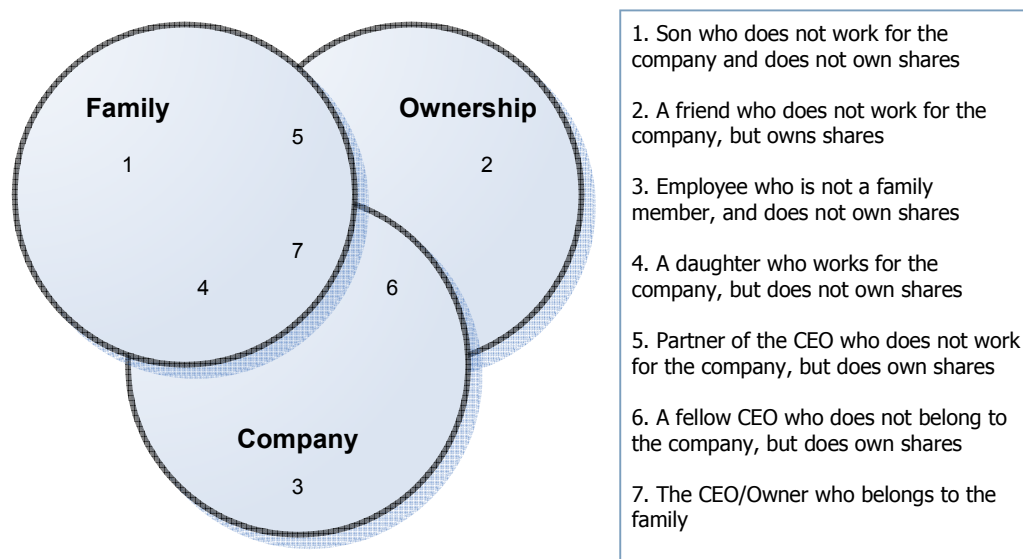 Family
Ownership
5
1
2
7
4
6
Company
3
1. Son who does not work for the
company and does not own shares
2. A friend who does not work for the
company, but owns shares
3. Employee who is not a family
member, and does not own shares
4. A daughter who works for the
company, but does not own shares
5. Partner of the CEO who does not work
for the company, but does own shares
6. A fellow CEO who does not belong to
the company, but does own shares
7. The CEO/Owner who belongs to the
family